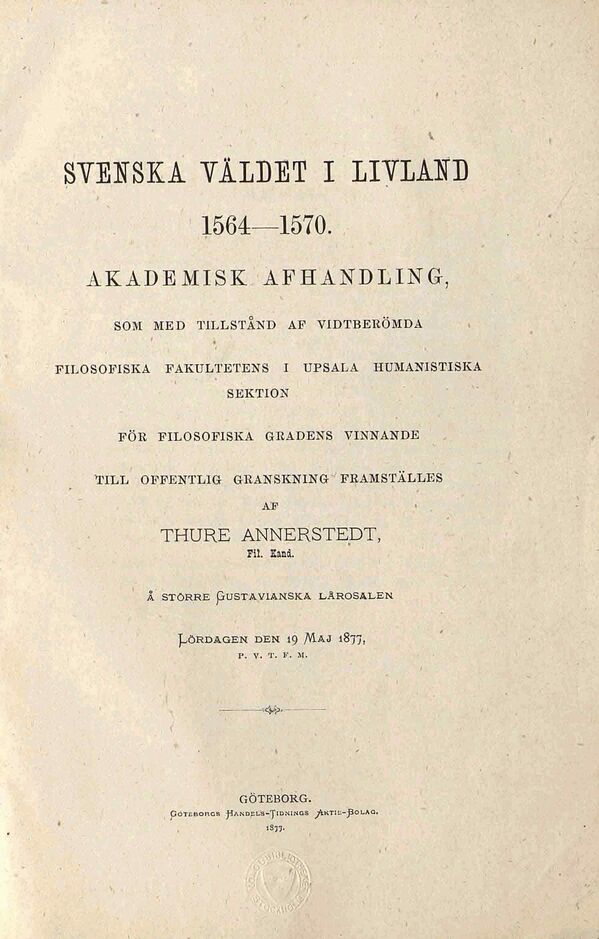 SVENSKA VÄLDET I LIVLAND
1564—1570.
AKADEMISK AFHANDLING,
SOM MED TILLSTÅND AF VIDTBERÖMDA
FILOSOFISKA FAKULTETENS I UPSALA HUMANISTISKA
SEKTION
FÖR FILOSOFISKA GRADENS VINNANDE
TILL OFFENTLIG GRANSKNING FRAMSTÄLLES
AF
THURE ANNERSTEDT,
Fil. Kand.
Å STÖRRE GUSTAVIANSKA LÄROSALEN
LÖRDAGEN DEN 19 MAJ 1877,
P. V. T. F. M.
GÖTEBORG.
GÖTEBORGS HANDELS-TIDNINGS AKTIE-BOLAG.
1877.